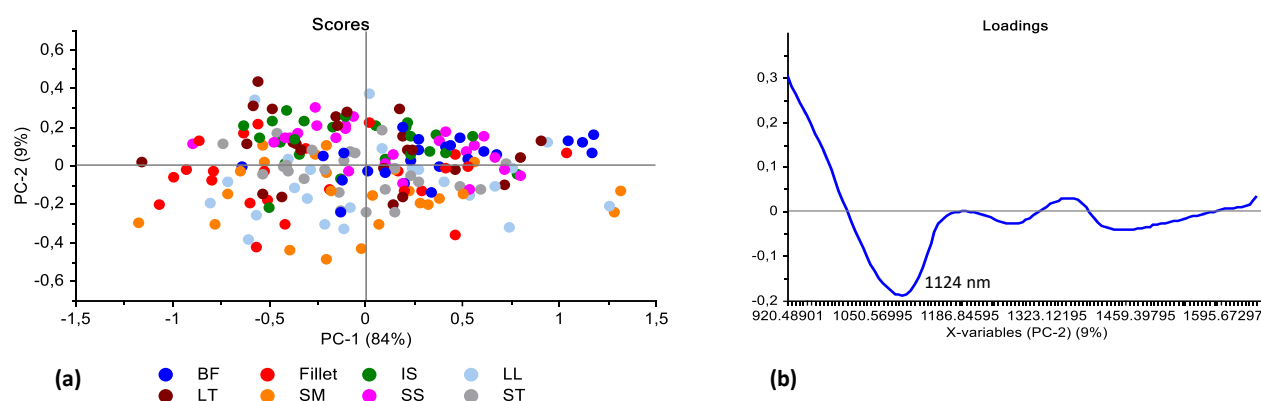 Scores
0,6
0,4
0,2
0
-0,2
-0,4
-0,6
PC-2 (9%)
-1,5 -1 -0,5 0 0,5 1 1,5
PC-1 (84%)
(a)
BF Fillet IS LL
LT SM SS ST
Loadings
0,3
0,2
0,1
0
-0,1
-0,2
1124 nm
920.48901 1050.56995 1186.84595 1323.12195 1459.39795 1595.67297
X-variables (PC-2) (9%)
(b)